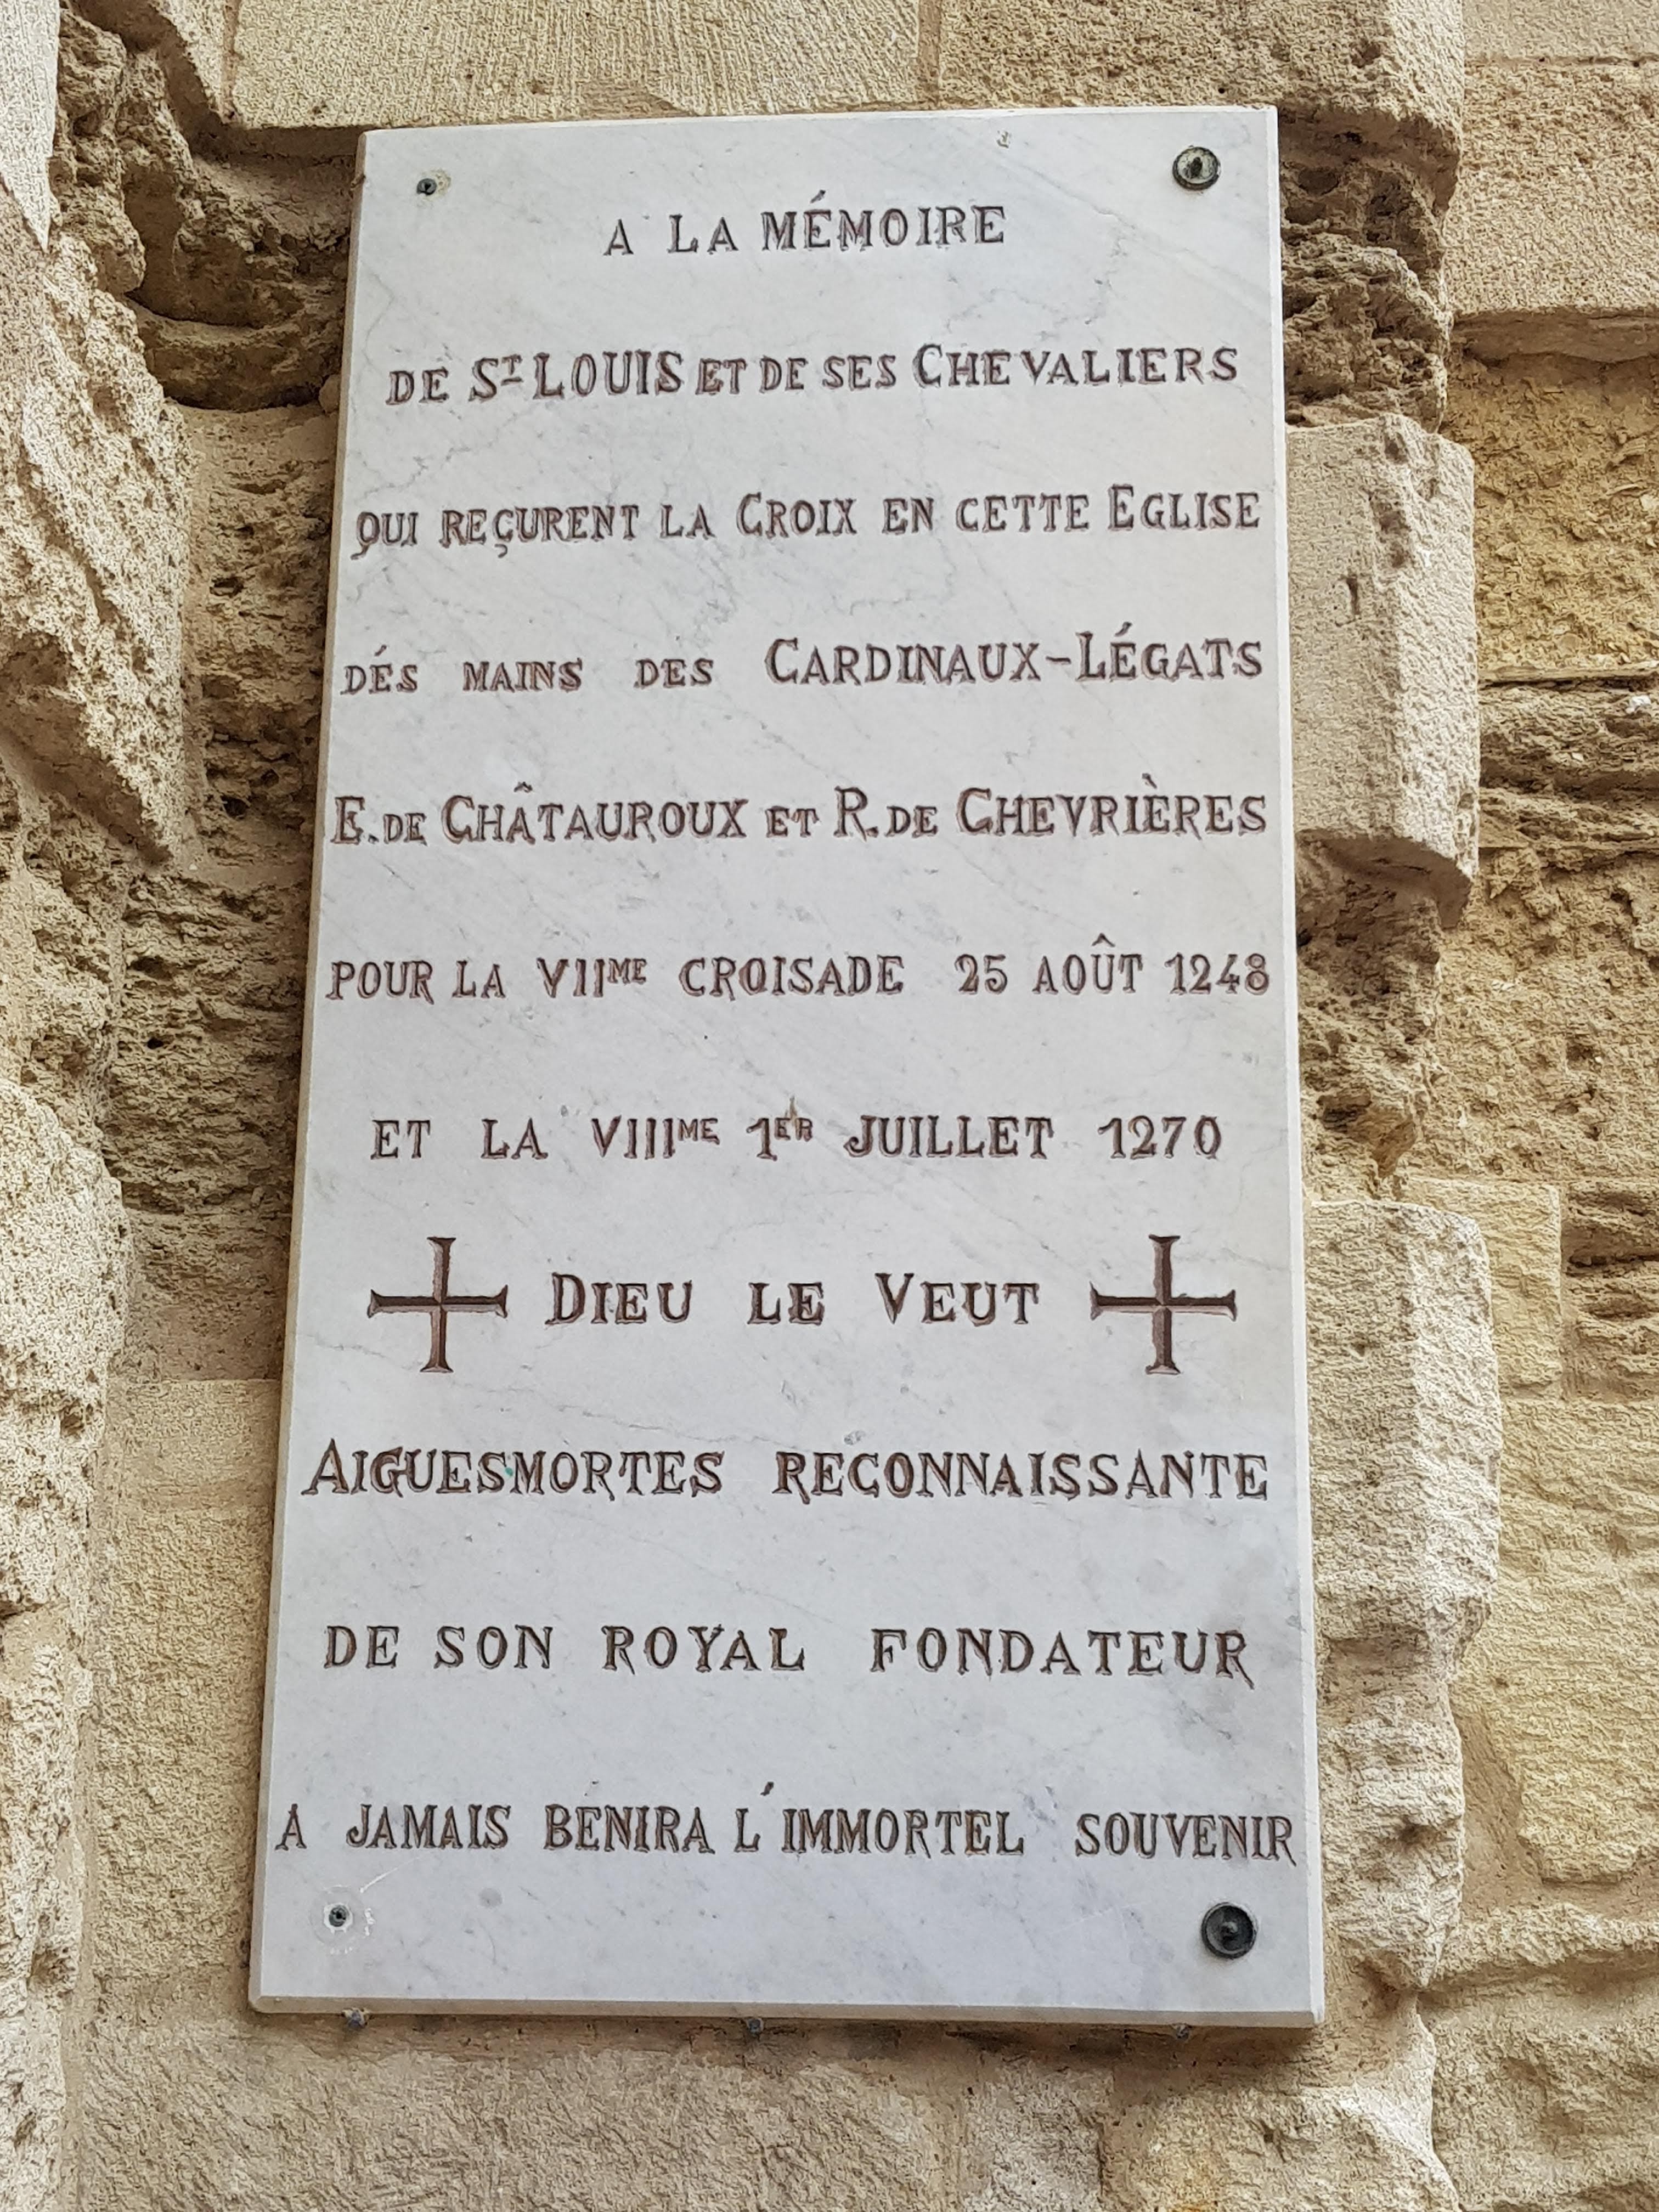 A LA MÉMOIRE
DE ST LOUIS ET DE SES CHEVALIERS
QUI REÇURENT LA CROIX EN CETTE EGLISE
DÉS MAINS DES CARDINAUX-LÉGATS
E. DE CHÂTAUROUX ET R. DE CHEVRIÈRES
POUR LA VIIME CROISADE 25 AOÛT 1248
ET LA VIIIME 1ER JUILLET 1270
DIEU LE VEUT
AIGUESMORTES RECONNAISSANTE
DE SON ROYAL FONDATEUR
A JAMAIS BÉNIRA L'IMMORTEL SOUVENIR